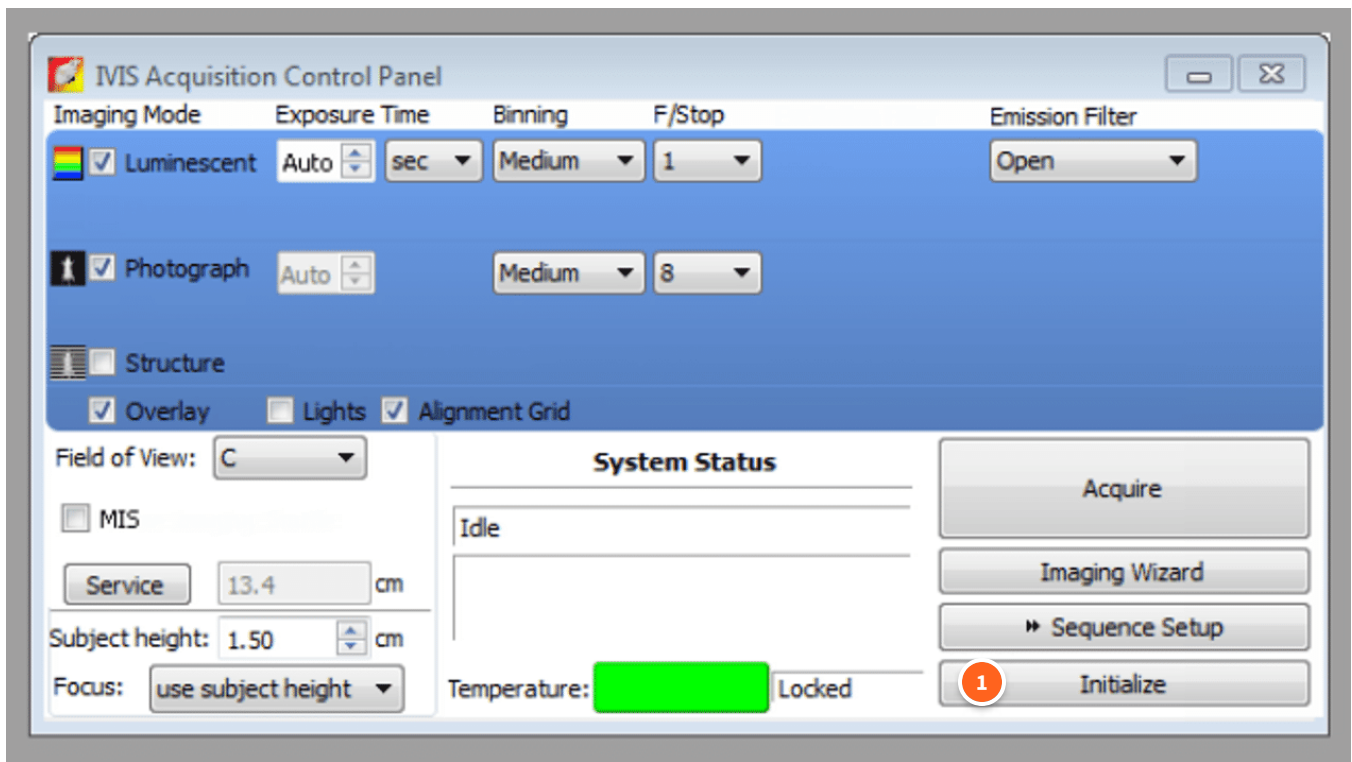 IVIS Acquisition Control Panel
Imaging Mode Exposure Time Binning F/Stop Emission Filter
Luminescent Auto sec Medium 1 Open
Photograph Auto Medium 8
Structure
Overlay Lights Alignment Grid
Field of View: C
MIS
Service 13.4 cm
Subject height: 1.50 cm
Focus: use subject height
System Status
Idle
Temperature: Locked
Acquire
Imaging Wizard
Sequence Setup
1 Initialize